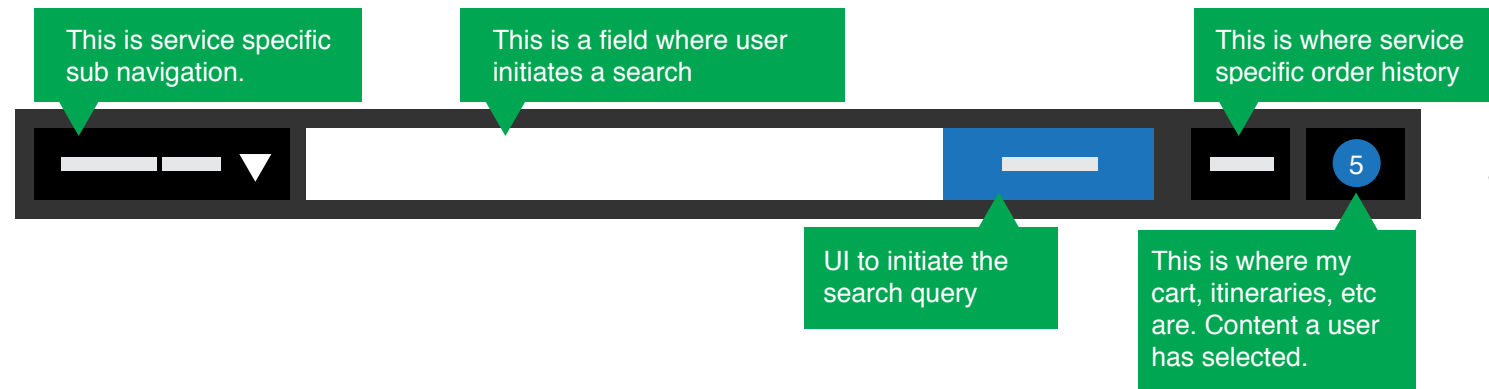 This is service specific
sub navigation.
This is a field where user
initiates a search
This is where service
specific order history
5
UI to initiate the
search query
This is where my
cart, itineraries, etc
are. Content a user
has selected.